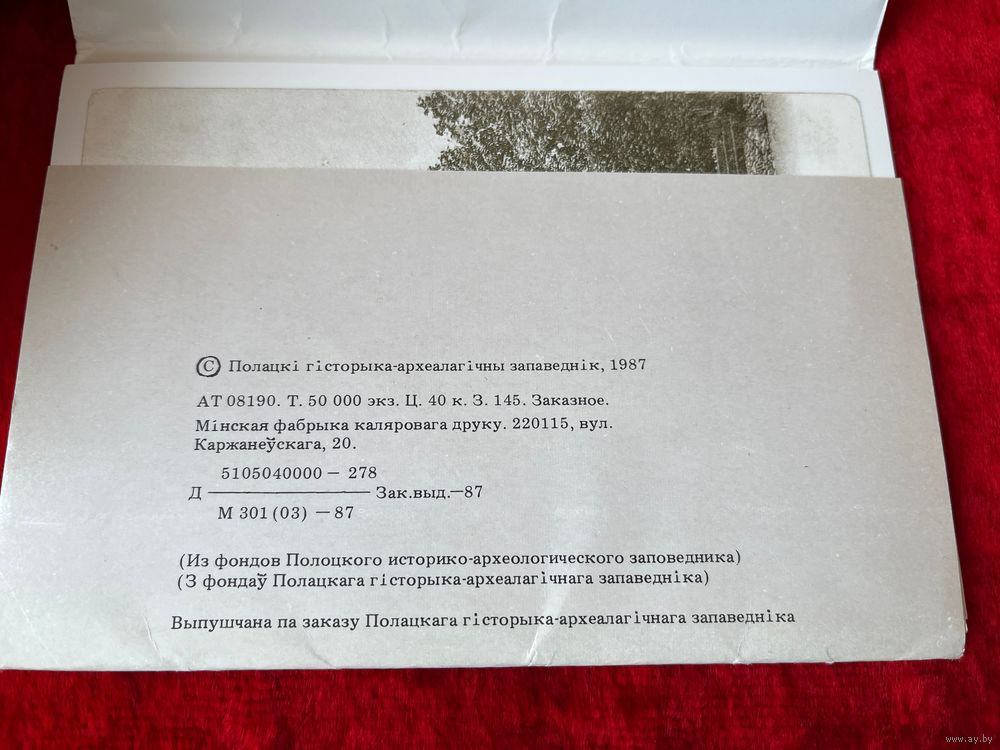 © Полацкі гісторыка-археалагічны запаведнік, 1987
АТ 08190. Т. 50 000 экз. Ц. 40 к. З. 145. Заказное.
Мінская фабрыка каляровага друку. 220115, вул.
Каржанеўскага, 20.
5105040000 — 278
Д ———— Зак.выд.—87
М 301 (03) — 87
(Из фондов Полоцкого историко-археологического заповедника)
(З фондаў Полацкага гісторыка-археалагічнага запаведніка)
Выпушчана па заказу Полацкага гісторыка-археалагічнага запаведніка
www.ay.by